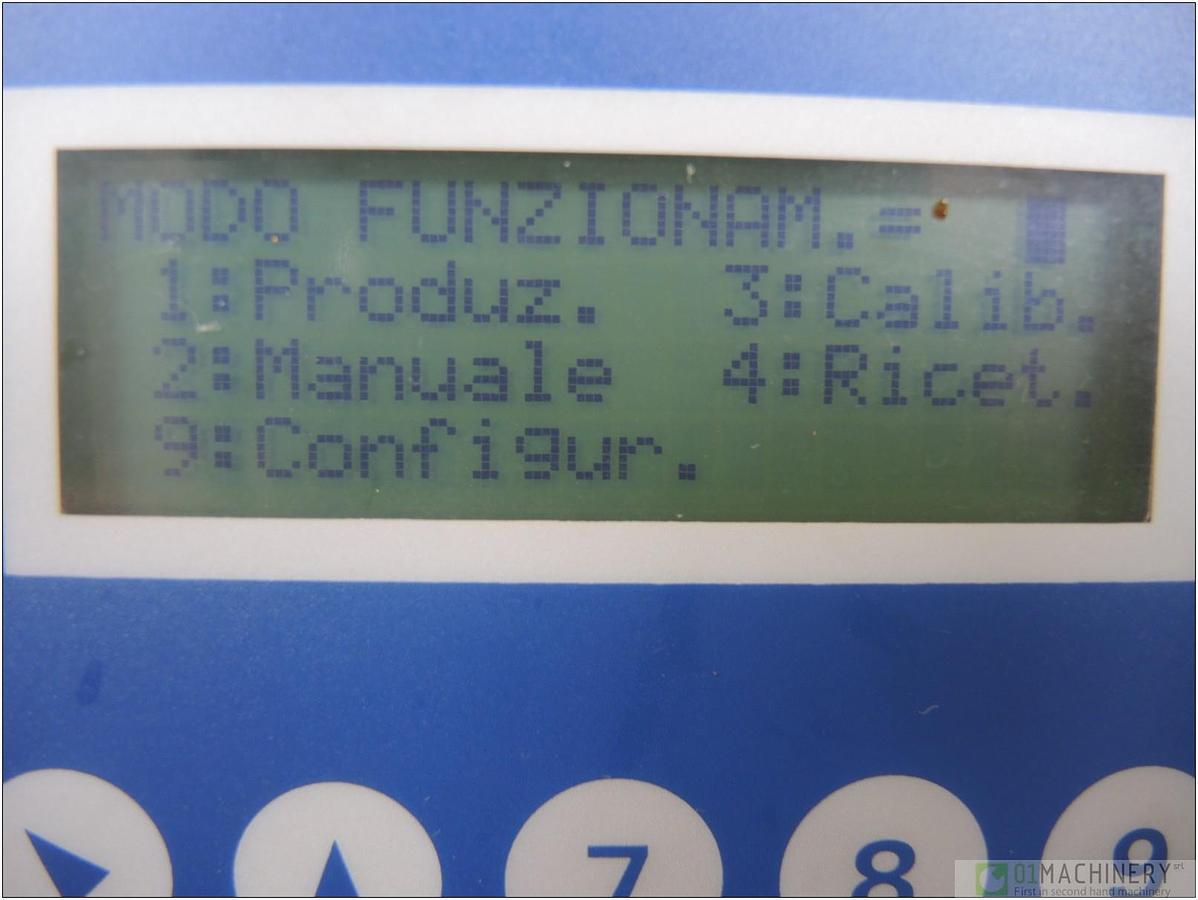 MODO FUNZIONAM.=
1:Produz. 3:Calib.
2:Manuale 4:Ricet.
9:Configur.
7 8 9
01MACHINERY srl
First in second hand machinery